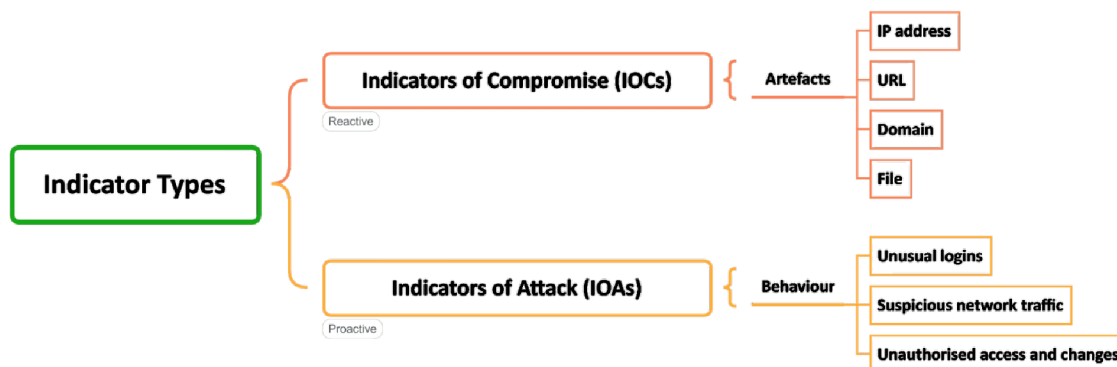 Indicator Types
Indicators of Compromise (IOCs)
Reactive
Artefacts
IP address
URL
Domain
File
Indicators of Attack (IOAs)
Proactive
Behaviour
Unusual logins
Suspicious network traffic
Unauthorised access and changes